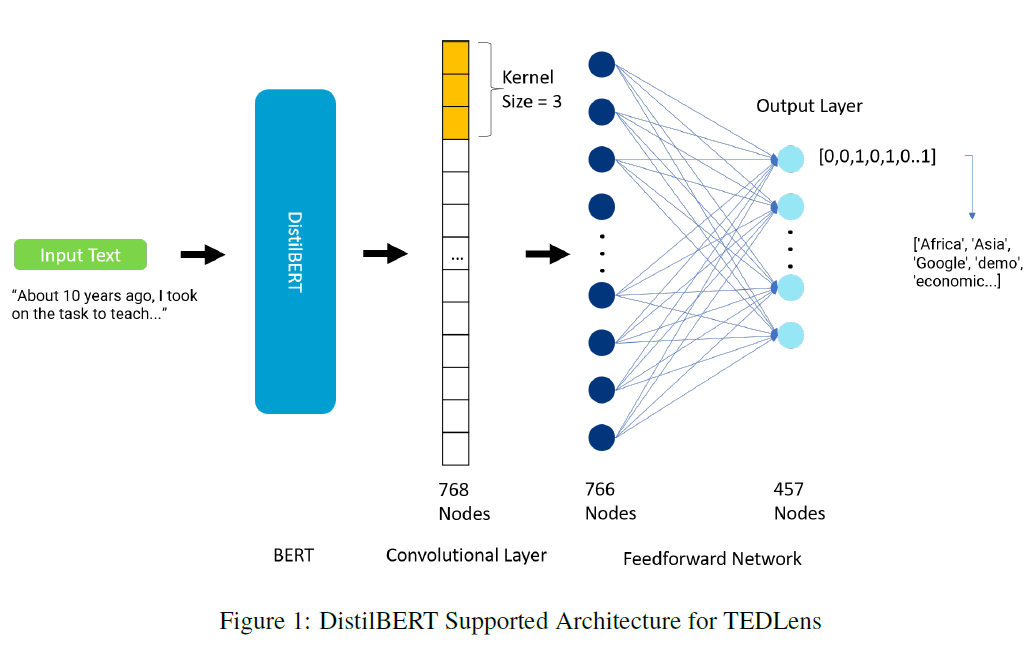 Input Text
“About 10 years ago, I took
on the task to teach...”
DistilBERT
BERT
Kernel
Size = 3
...
768
Nodes
Convolutional Layer
766
Nodes
Output Layer
[0,0,1,0,1,0..1]
['Africa', 'Asia',
'Google', 'demo',
'economic...]
457
Nodes
Feedforward Network
Figure 1: DistilBERT Supported Architecture for TEDLens